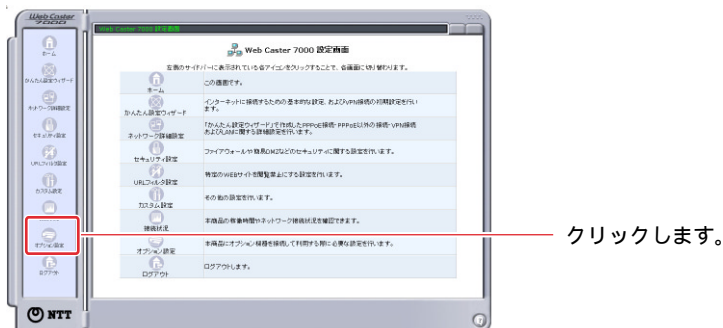 Web Caster
7000
Web Caster 7000 設定画面
Web Caster 7000 設定画面
左側のサイドバーに表示されている各アイコンをクリックすることで、各画面に切り替わります。
ホーム
かんたん設定ウィザード
ネットワーク詳細設定
セキュリティ設定
URLフィルタ設定
カスタム設定
オプション設定
ログアウト
ホーム
この画面です。
かんたん設定ウィザード
インターネットに接続するための基本的な設定、およびVPN接続の初期設定を行います。
ネットワーク詳細設定
「かんたん設定ウィザード」で作成したPPPoE接続・PPPoE以外の接続・VPN接続
およびLANに関する詳細設定を行います。
セキュリティ設定
ファイアウォールや簡易DMZなどのセキュリティに関する設定を行います。
URLフィルタ設定
特定のWEBサイトを閲覧禁止にする設定を行います。
カスタム設定
その他の設定を行います。
接続状況
本商品の稼働時間やネットワーク接続状況を確認できます。
オプション設定
本商品にオプション機器を接続して利用する際に必要な設定を行います。
ログアウト
ログアウトします。
クリックします。
NTT